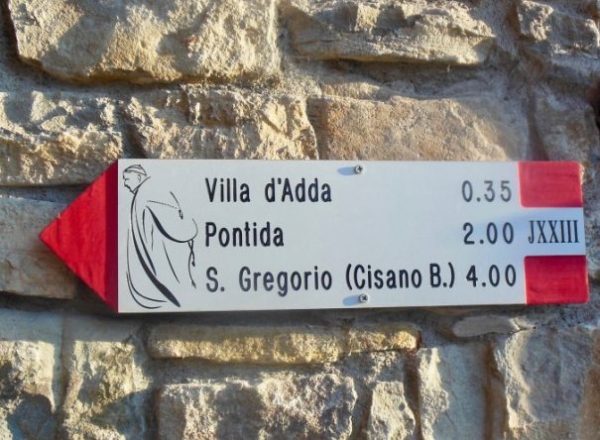 Villa d'Adda 0.35
Pontida 2.00 JXXIII
S. Gregorio (Cisano B.) 4.00